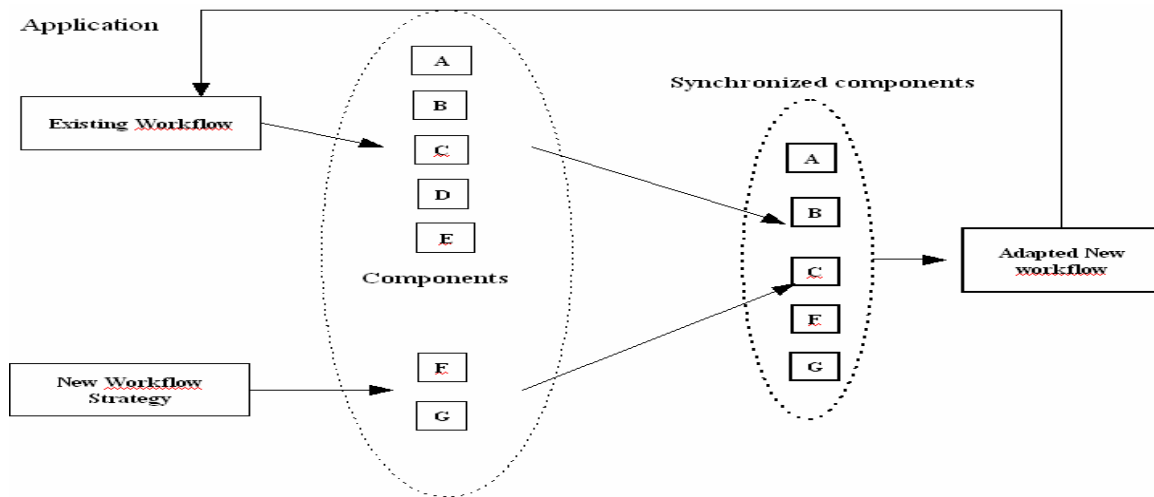 Application
Existing Workflow
A
B
C
D
E
Components
New Workflow
Strategy
F
G
Synchronized components
A
B
C
F
G
Adapted New
workflow